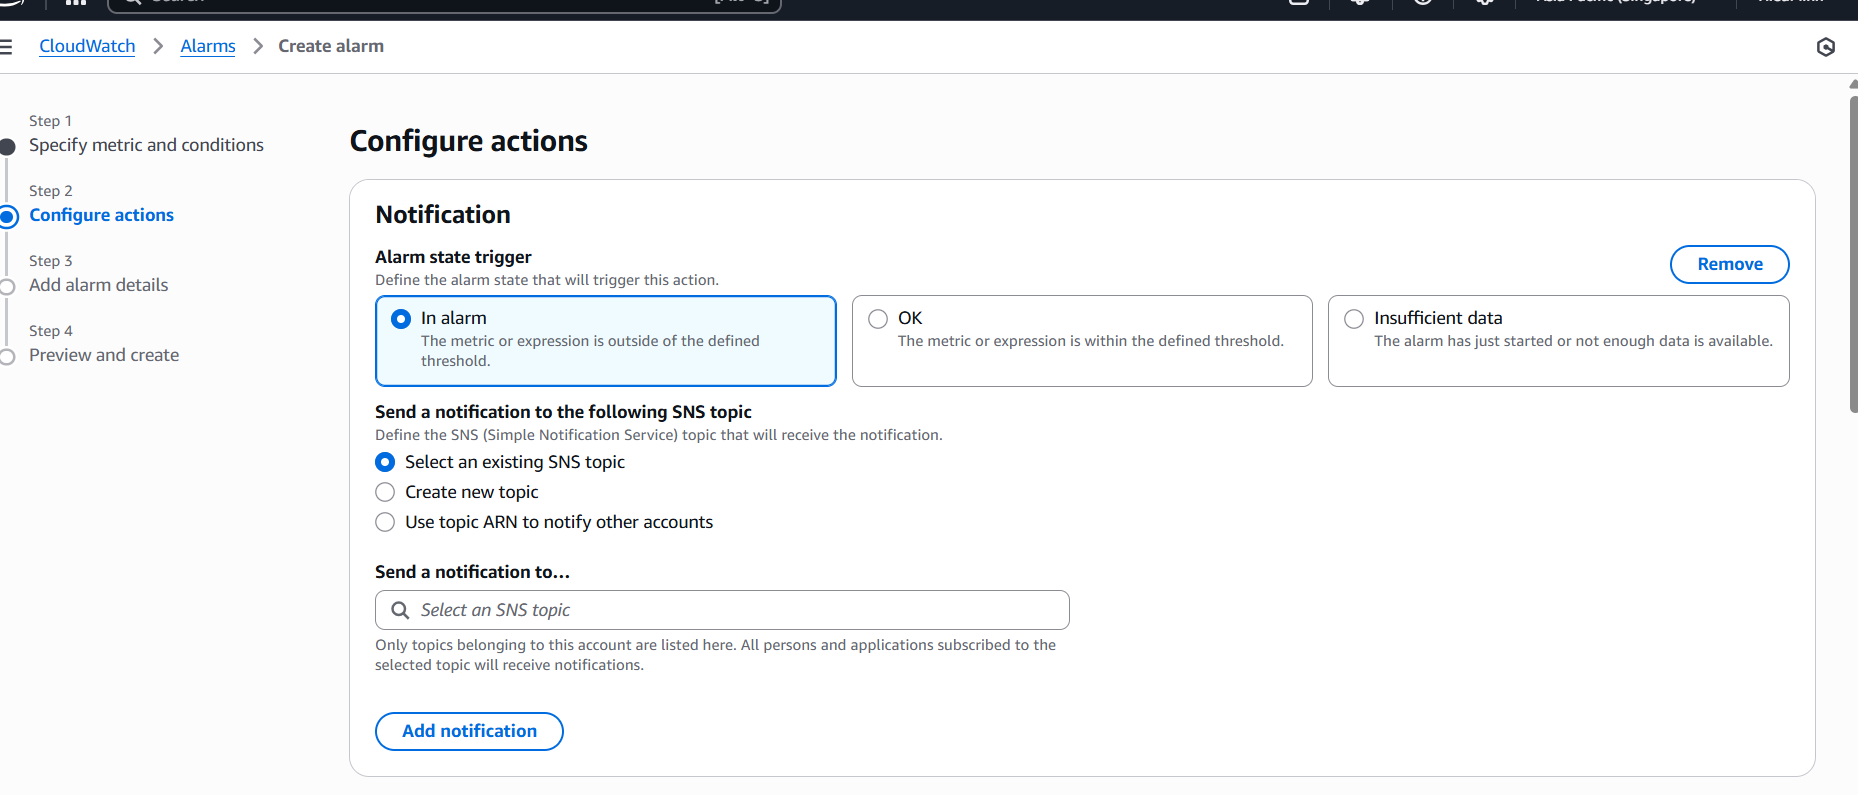 CloudWatch > Alarms > Create alarm
Step 1
Specify metric and conditions
Step 2
Configure actions
Step 3
Add alarm details
Step 4
Preview and create
Configure actions
Notification
Alarm state trigger
Define the alarm state that will trigger this action.
Remove
In alarm
The metric or expression is outside of the defined
threshold.
OK
The metric or expression is within the defined threshold.
Insufficient data
The alarm has just started or not enough data is available.
Send a notification to the following SNS topic
Define the SNS (Simple Notification Service) topic that will receive the notification.
Select an existing SNS topic
Create new topic
Use topic ARN to notify other accounts
Send a notification to…
Select an SNS topic
Only topics belonging to this account are listed here. All persons and applications subscribed to the
selected topic will receive notifications.
Add notification